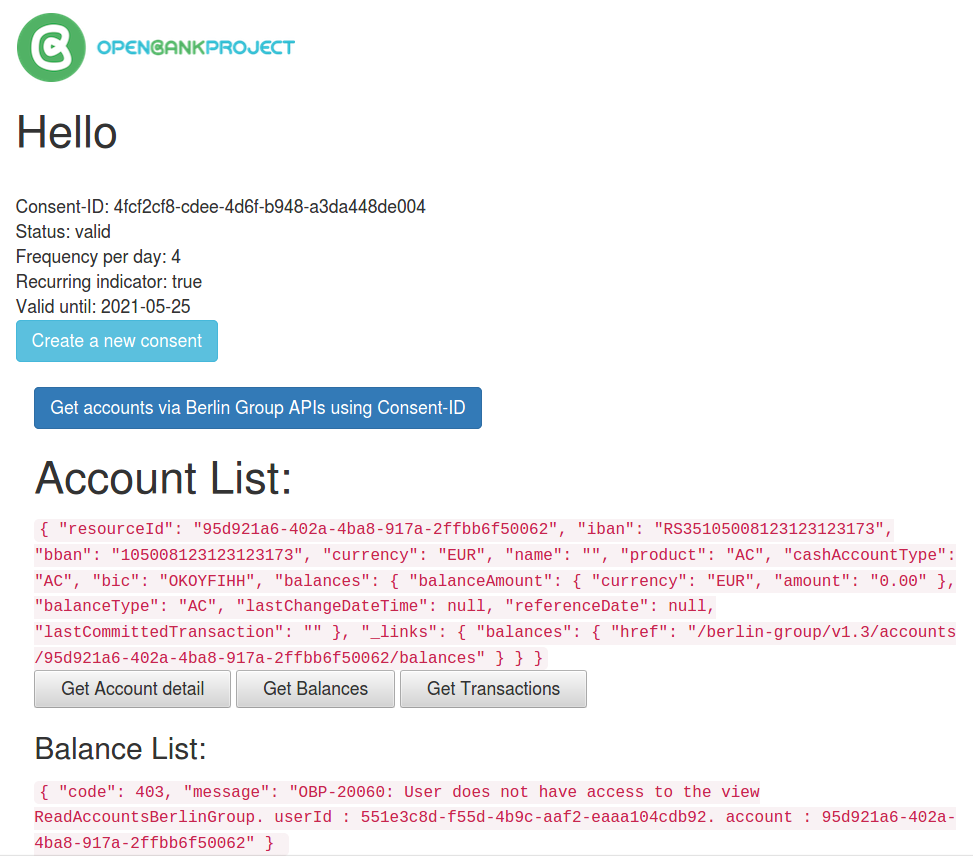 OPENBANKPROJECT
Hello
Consent-ID: 4fcf2cf8-cdee-4d6f-b948-a3da448de004
Status: valid
Frequency per day: 4
Recurring indicator: true
Valid until: 2021-05-25
Create a new consent
Get accounts via Berlin Group APIs using Consent-ID
Account List:
{ "resourceId": "95d921a6-402a-4ba8-917a-2ffbb6f50062", "iban": "RS35105008123123123173",
"bban": "105008123123123173", "currency": "EUR", "name": "", "product": "AC", "cashAccountType":
"AC", "bic": "OKOYFIHH", "balances": { "balanceAmount": { "currency": "EUR", "amount": "0.00" },
"balanceType": "AC", "lastChangeDateTime": null, "referenceDate": null,
"lastCommittedTransaction": "" }, "_links": { "balances": { "href": "/berlin-group/v1.3/accounts
/95d921a6-402a-4ba8-917a-2ffbb6f50062/balances" } } }
Get Account detail Get Balances Get Transactions
Balance List:
{ "code": 403, "message": "OBP-20060: User does not have access to the view
ReadAccountsBerlinGroup. userId : 551e3c8d-f55d-4b9c-aaf2-eaaa104cdb92. account : 95d921a6-402a-
4ba8-917a-2ffbb6f50062" }